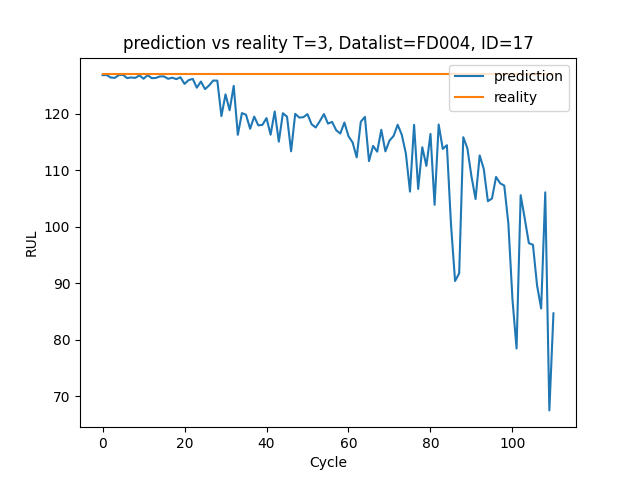 prediction vs reality T=3, Datalist=FD004, ID=17
prediction
reality
120
110
100
90
80
70
RUL
0 20 40 60 80 100
Cycle